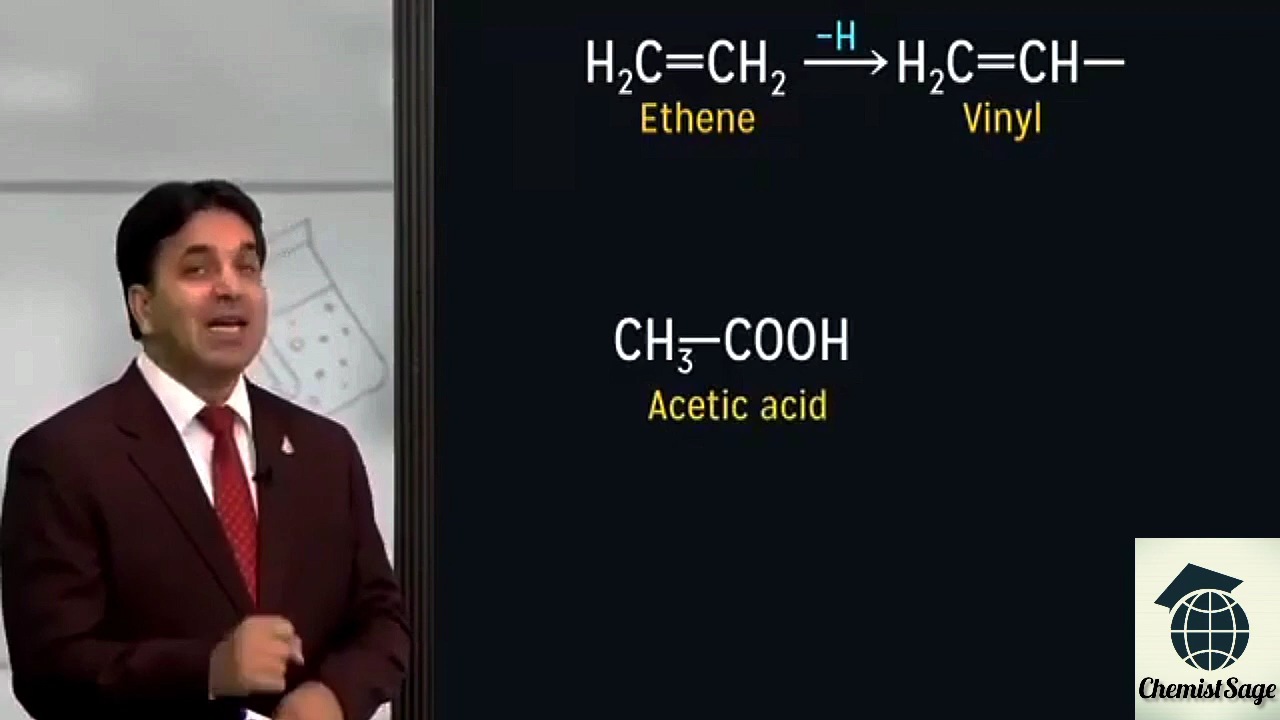 –H
H₂C=CH₂ ⟶ H₂C=CH—
Ethene Vinyl
CH₃—COOH
Acetic acid
ChemistSage